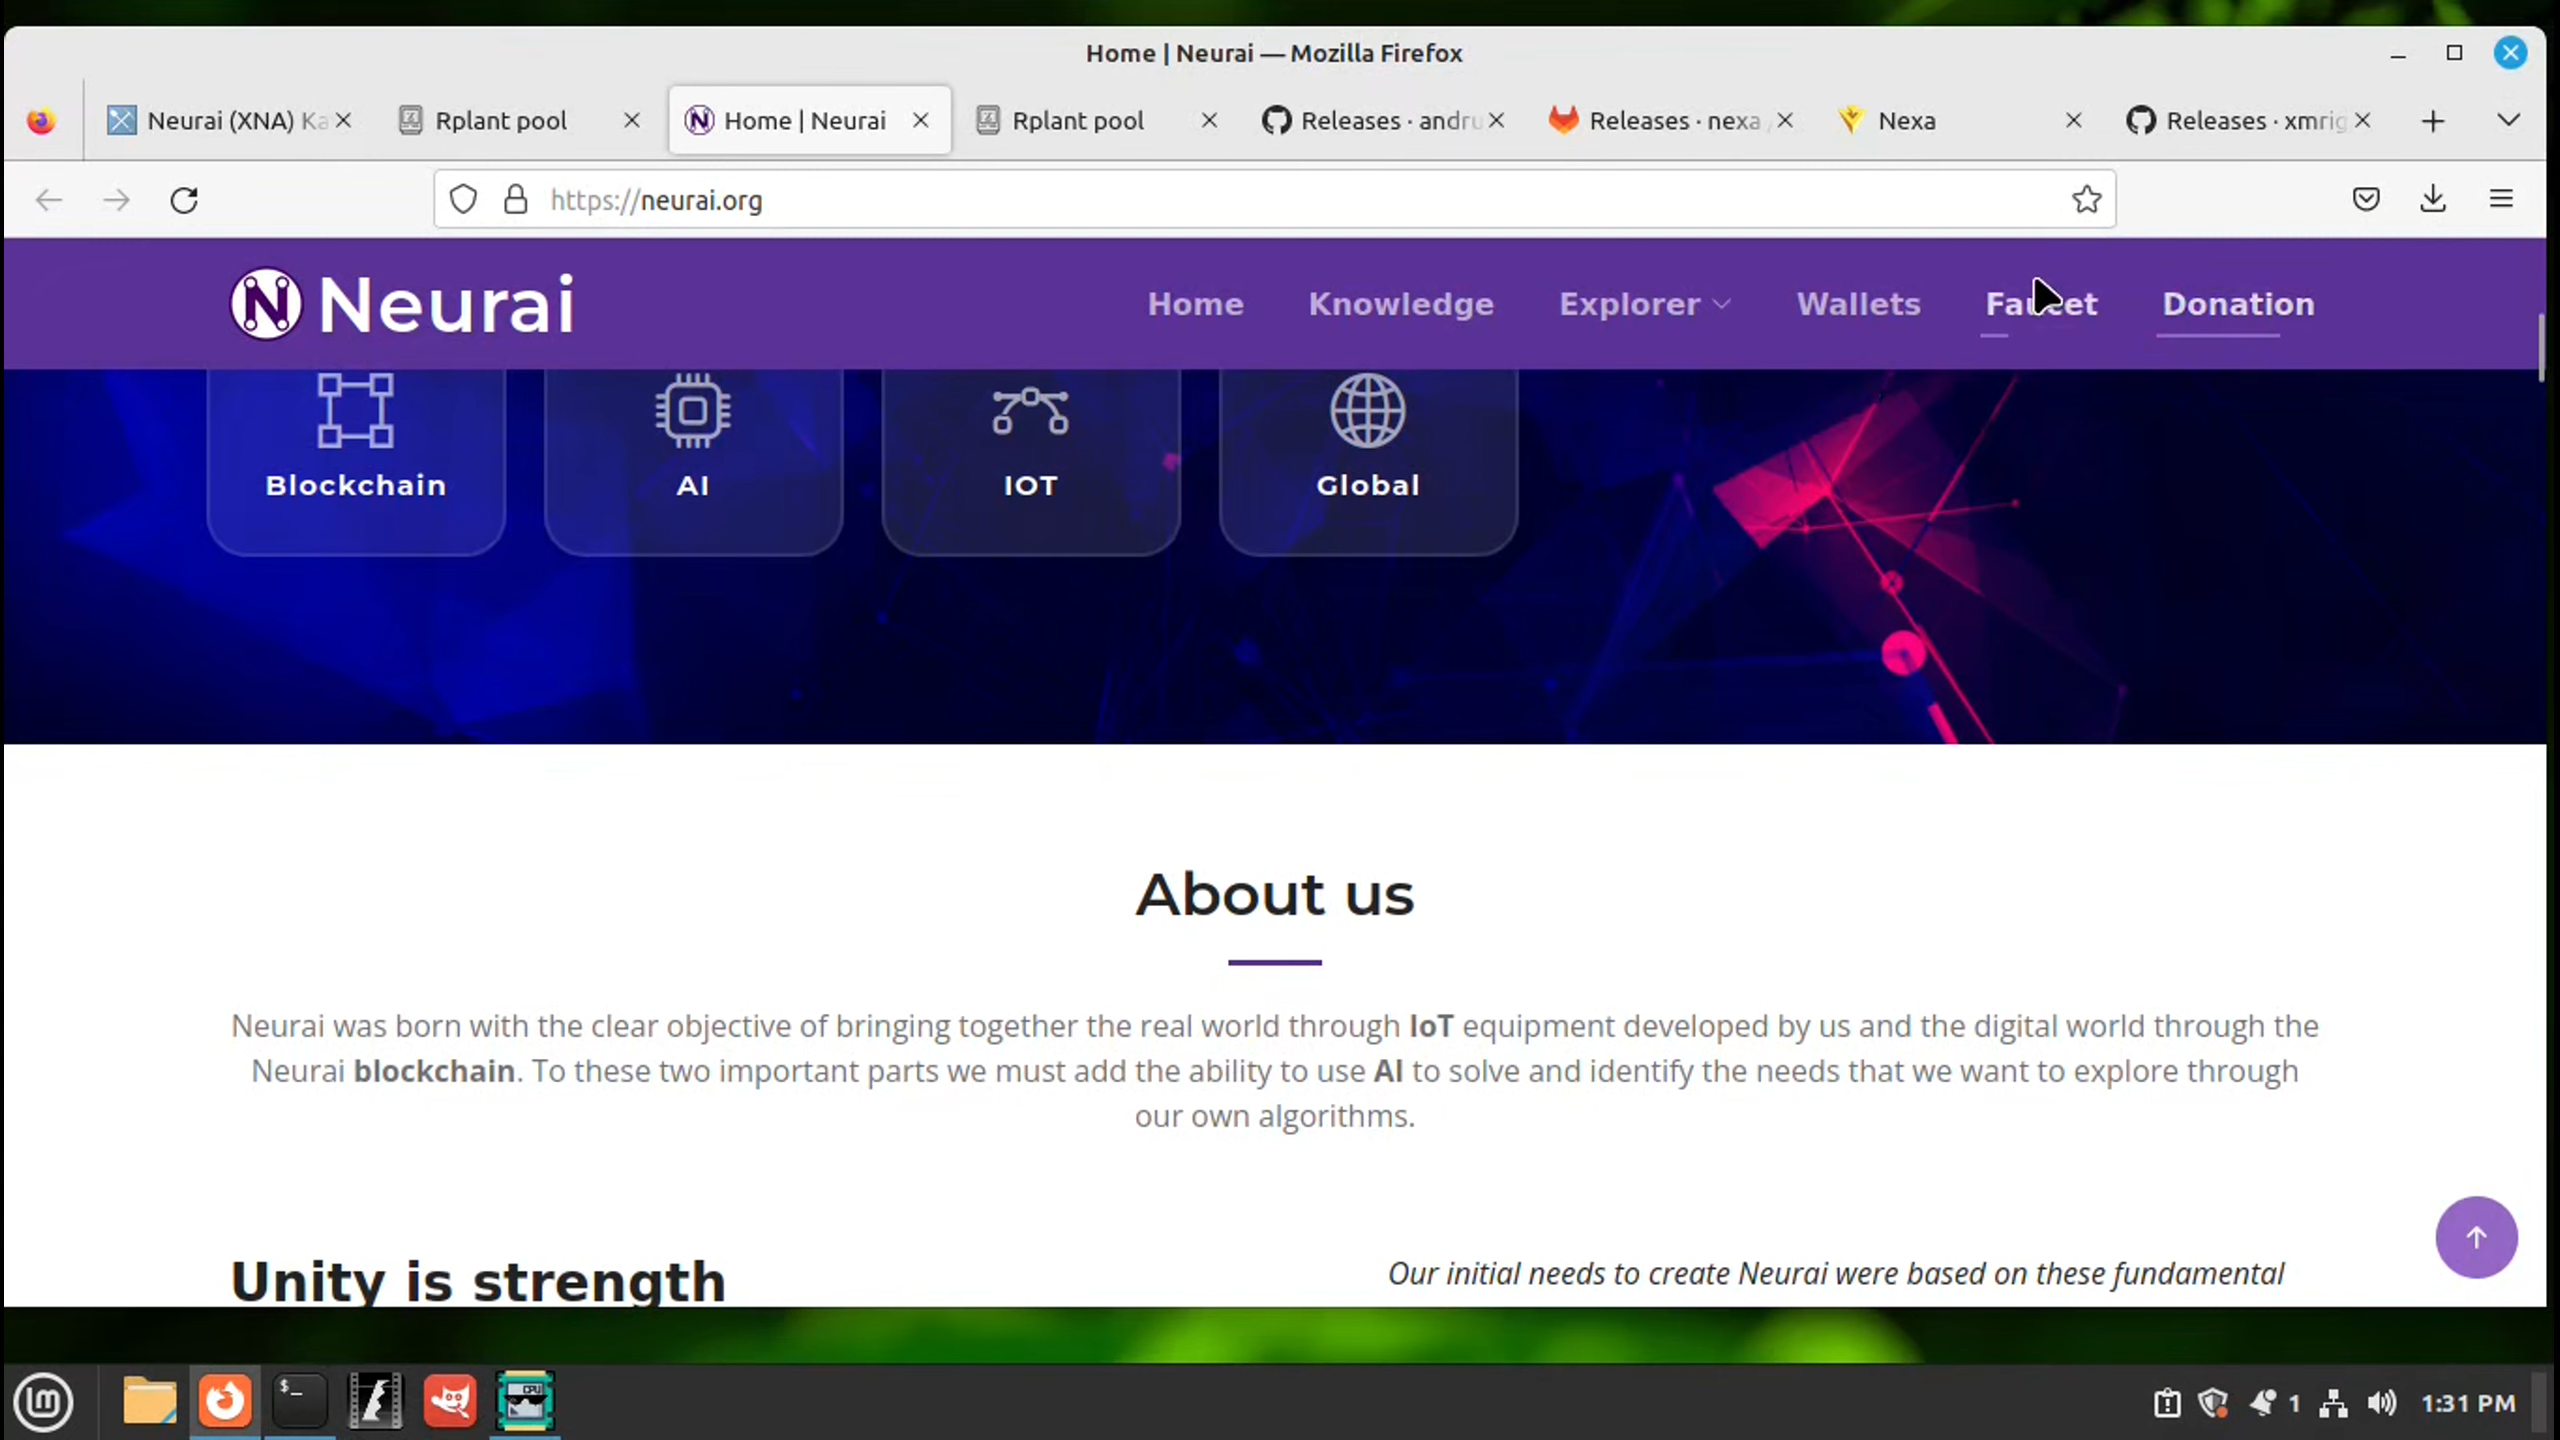 Home | Neurai — Mozilla Firefox
Neurai (XNA) Ka
Rplant pool
Home | Neurai
Rplant pool
Releases · andru
Releases · nexa
Nexa
Releases · xmrig
https://neurai.org
Neurai
Home
Knowledge
Explorer
Wallets
Faucet
Donation
Blockchain
AI
IOT
Global
About us
Neurai was born with the clear objective of bringing together the real world through IoT equipment developed by us and the digital world through the
Neurai blockchain. To these two important parts we must add the ability to use AI to solve and identify the needs that we want to explore through
our own algorithms.
Unity is strength
Our initial needs to create Neurai were based on these fundamental
$_
CPU
1
1:31 PM